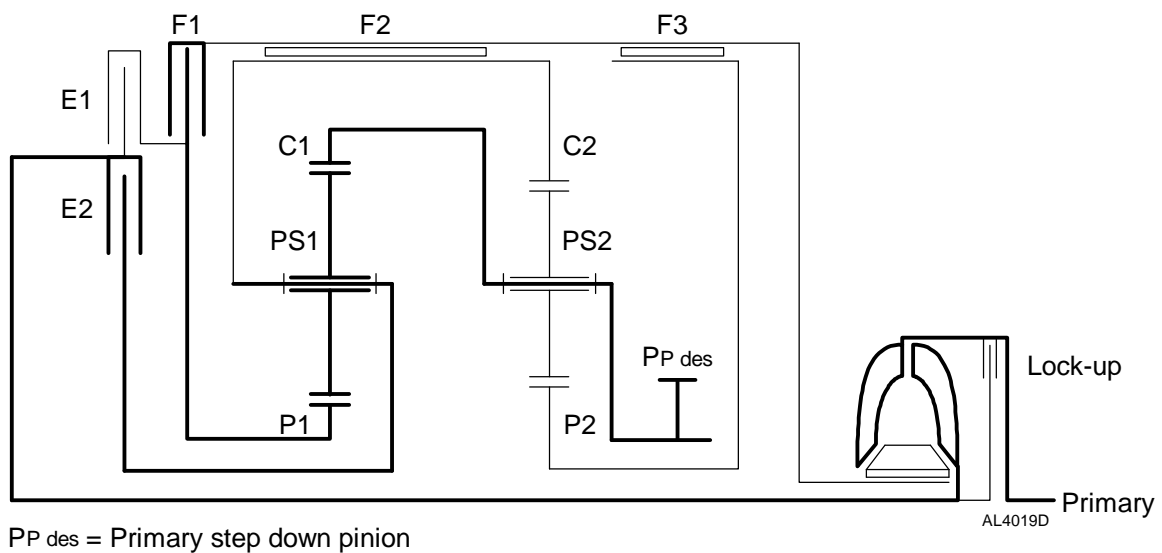 F1
F2
F3
E1
C1
C2
E2
PS1
PS2
PP des
Lock-up
P1
P2
Primary
AL4019D
PP des = Primary step down pinion